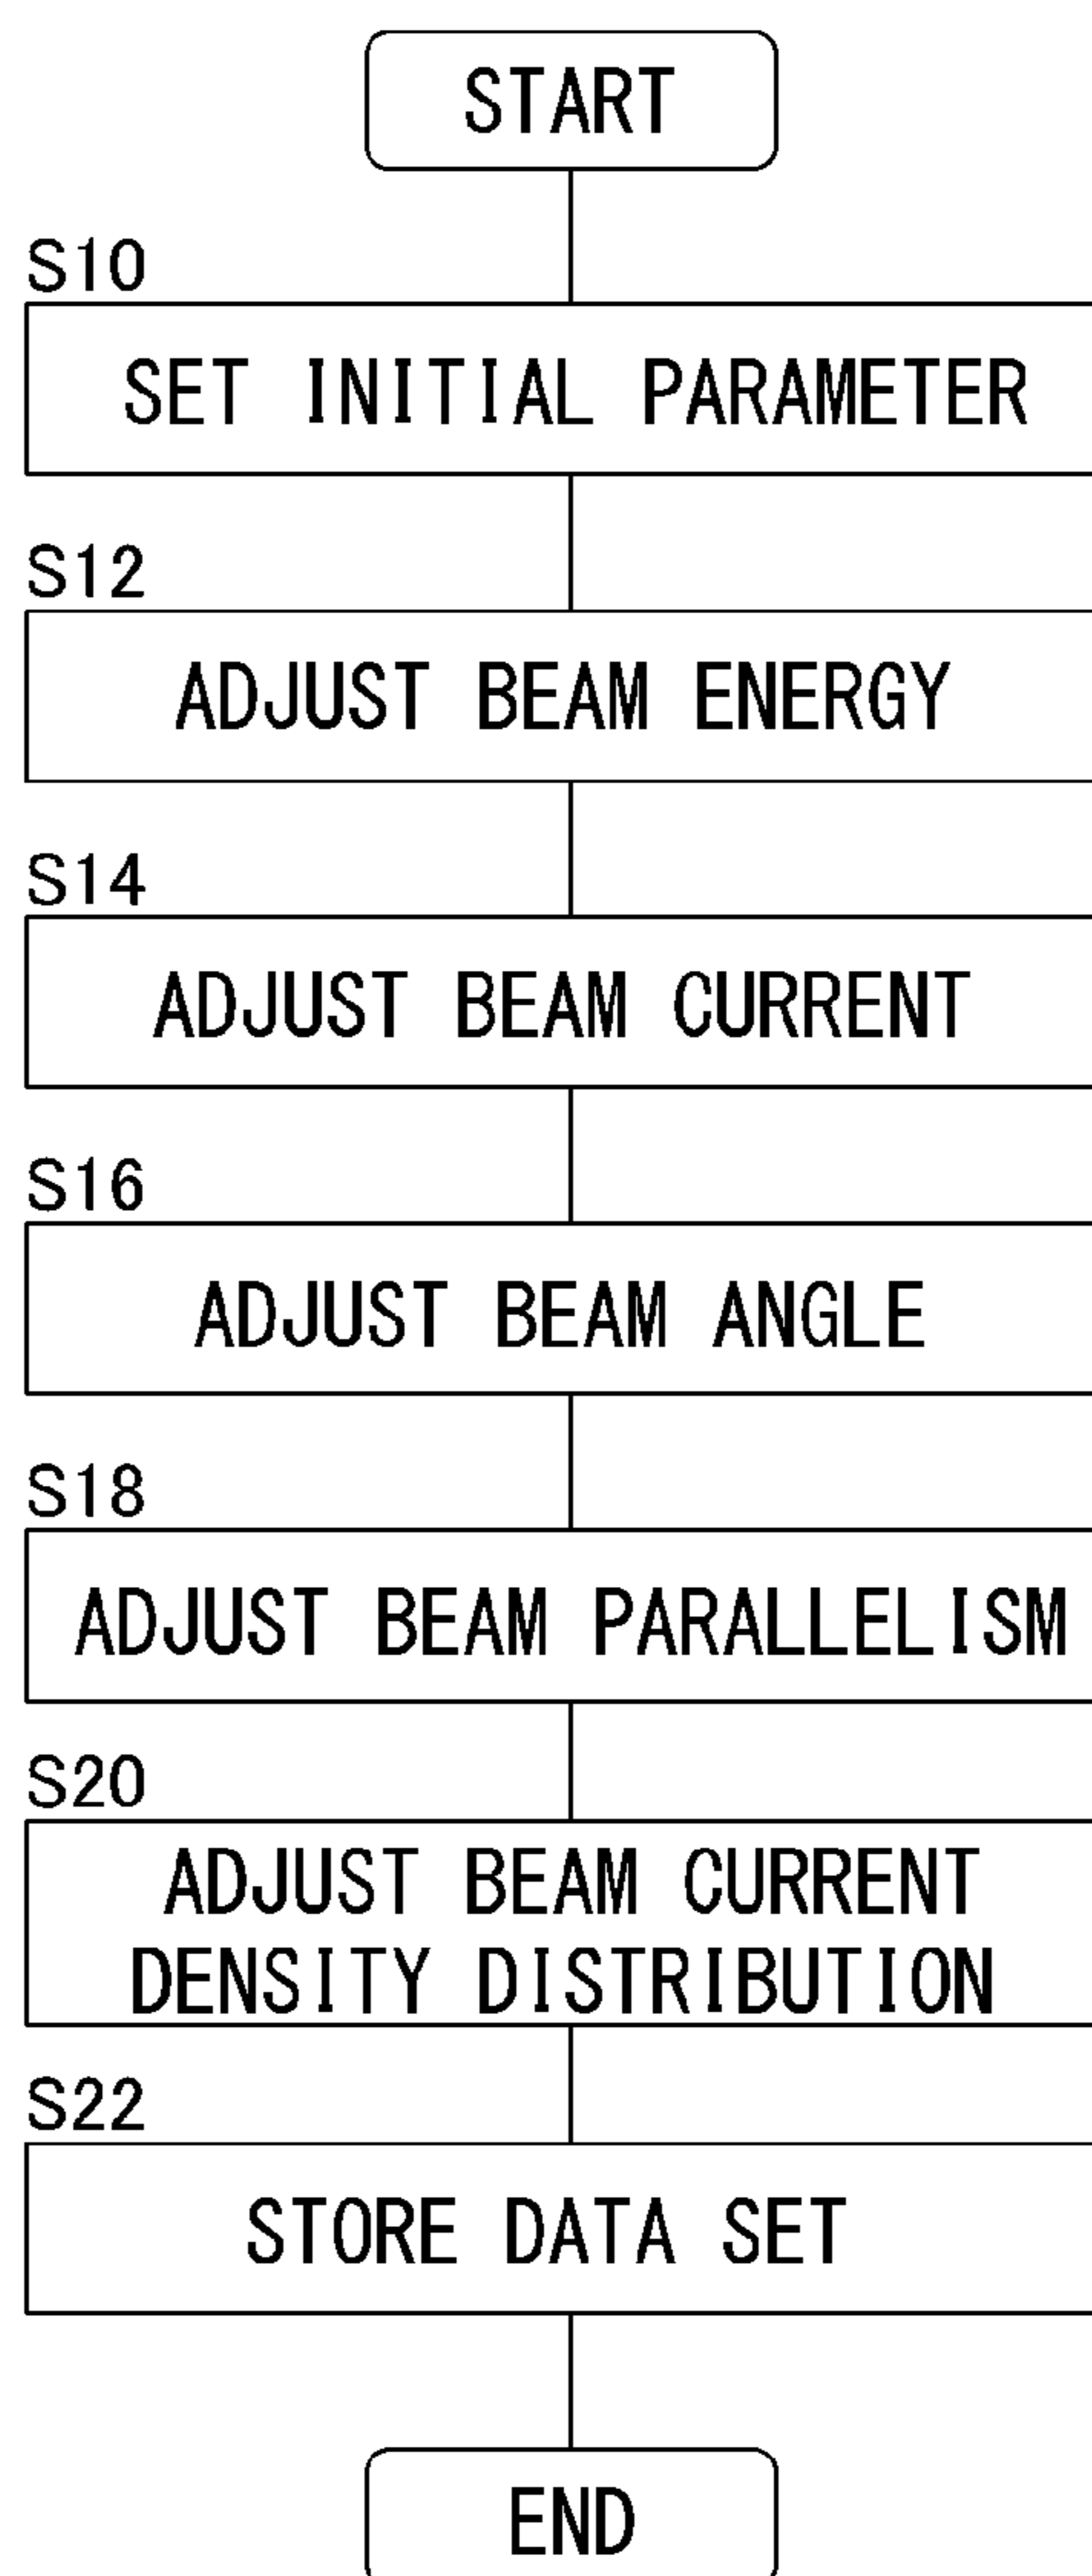 START
S10
SET INITIAL PARAMETER
S12
ADJUST BEAM ENERGY
S14
ADJUST BEAM CURRENT
S16
ADJUST BEAM ANGLE
S18
ADJUST BEAM PARALLELISM
S20
ADJUST BEAM CURRENT
DENSITY DISTRIBUTION
S22
STORE DATA SET
END